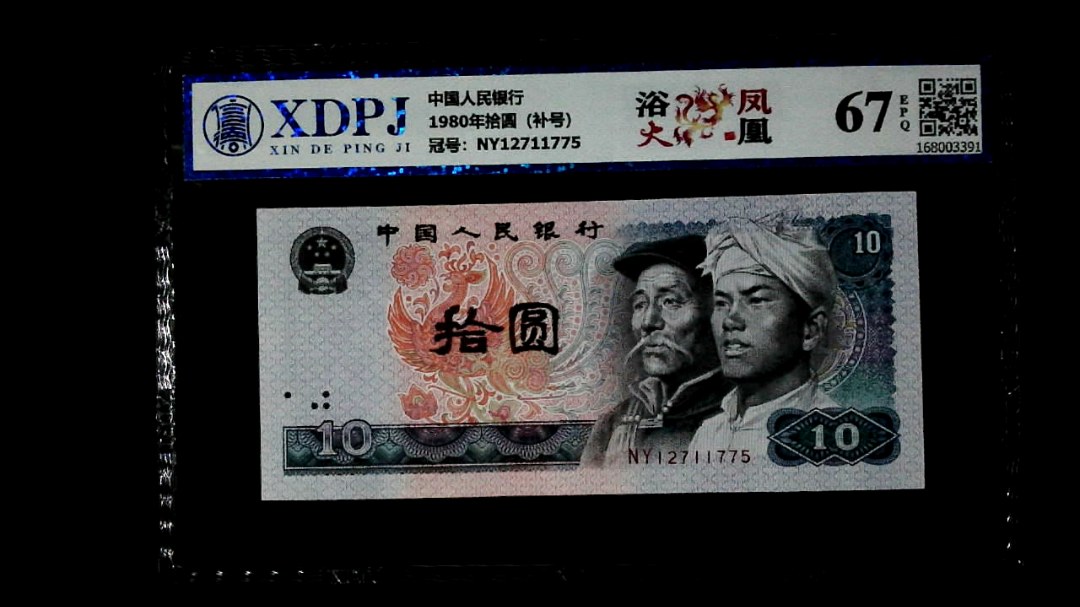 XDPJ
XIN DE PING JI
中国人民银行
1980年拾圆（补号）
冠号：NY12711775
浴火
凤凰
67
EPQ
168003391
中国人民银行
10
拾圆
10
10
NY12711775